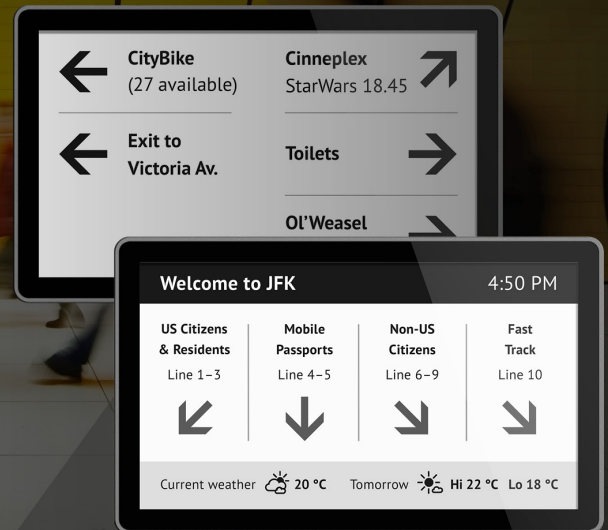 CityBike
(27 available)
Cinneplex
StarWars 18.45
Exit to
Victoria Av.
Toilets
Ol'Weasel
Welcome to JFK
4:50 PM
US Citizens
& Residents
Line 1–3
Mobile
Passports
Line 4–5
Non-US
Citizens
Line 6–9
Fast
Track
Line 10
Current weather 20 °C Tomorrow Hi 22 °C Lo 18 °C